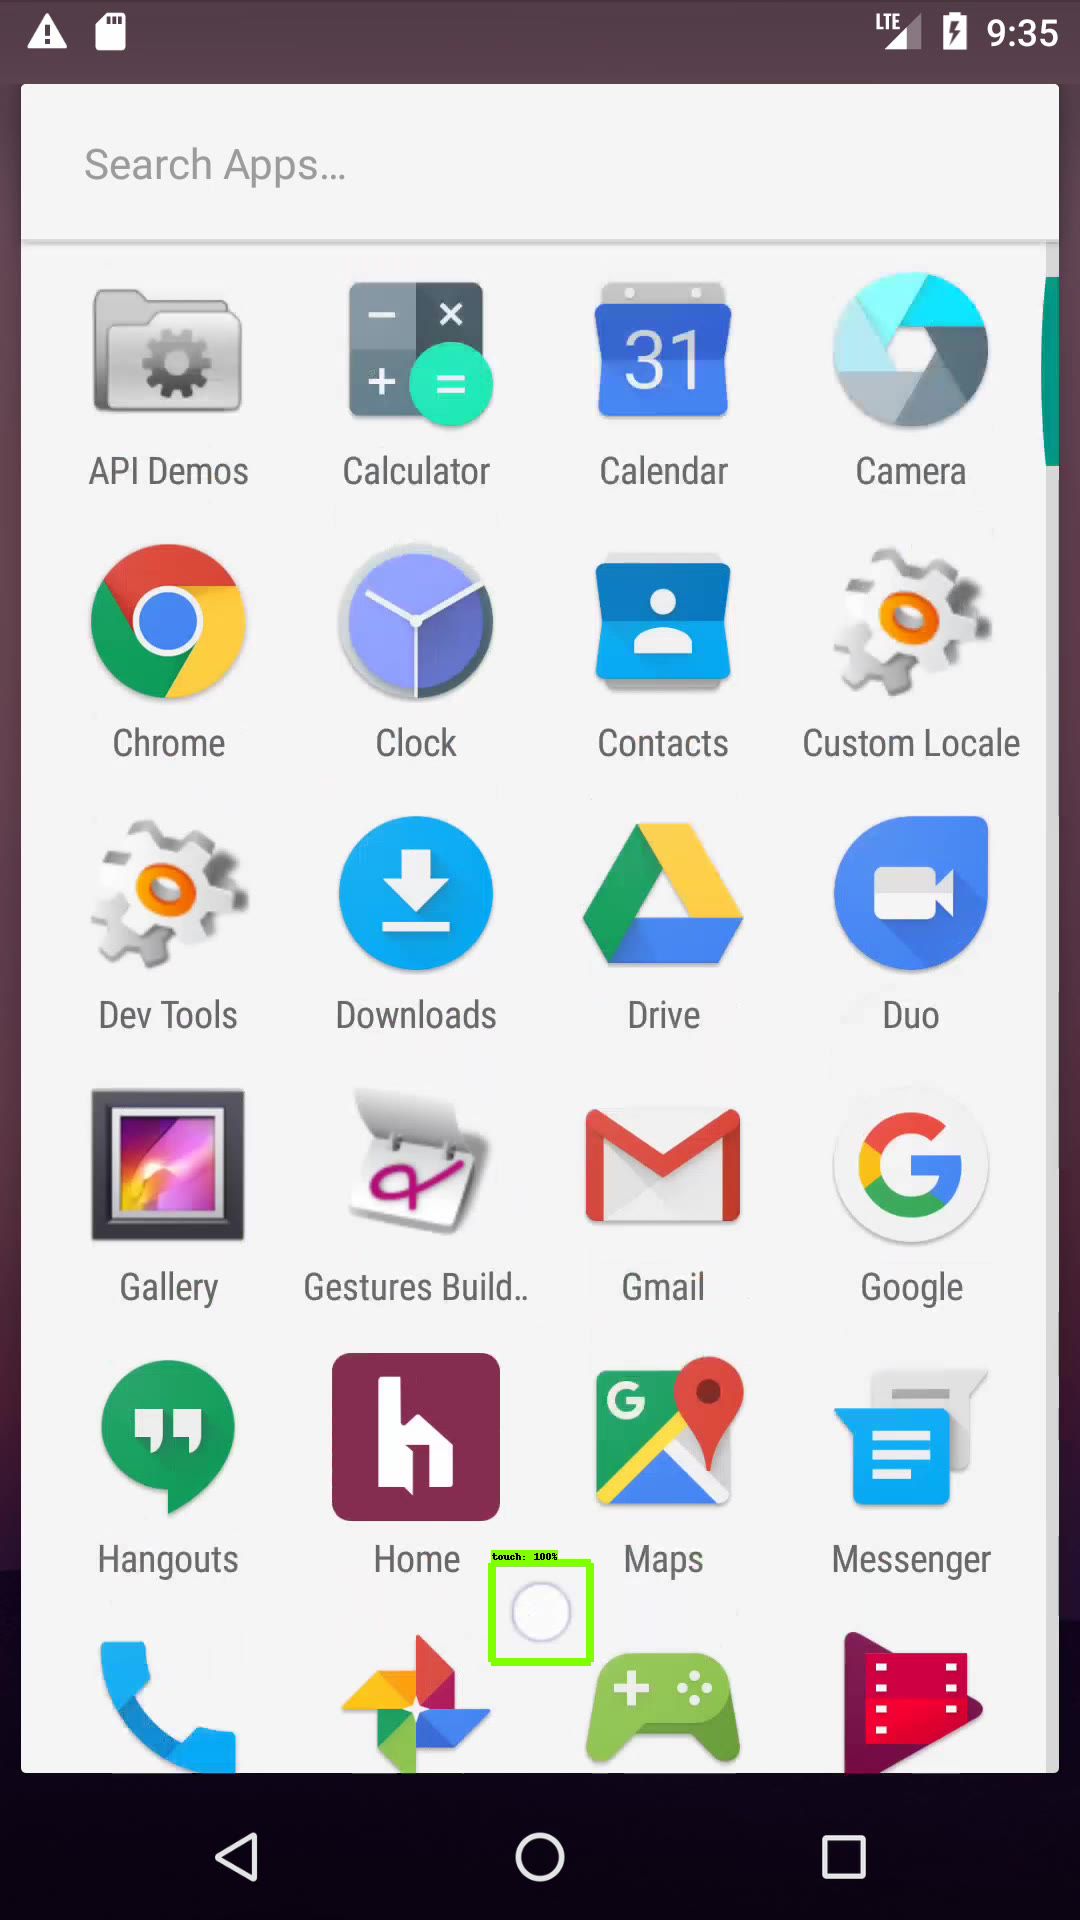 LTE 9:35
Search Apps...
31
API Demos Calculator Calendar Camera
Chrome Clock Contacts Custom Locale
Dev Tools Downloads Drive Duo
G
Gallery Gestures Build.. Gmail Google
G
Hangouts Home Maps Messenger
touch: 100%